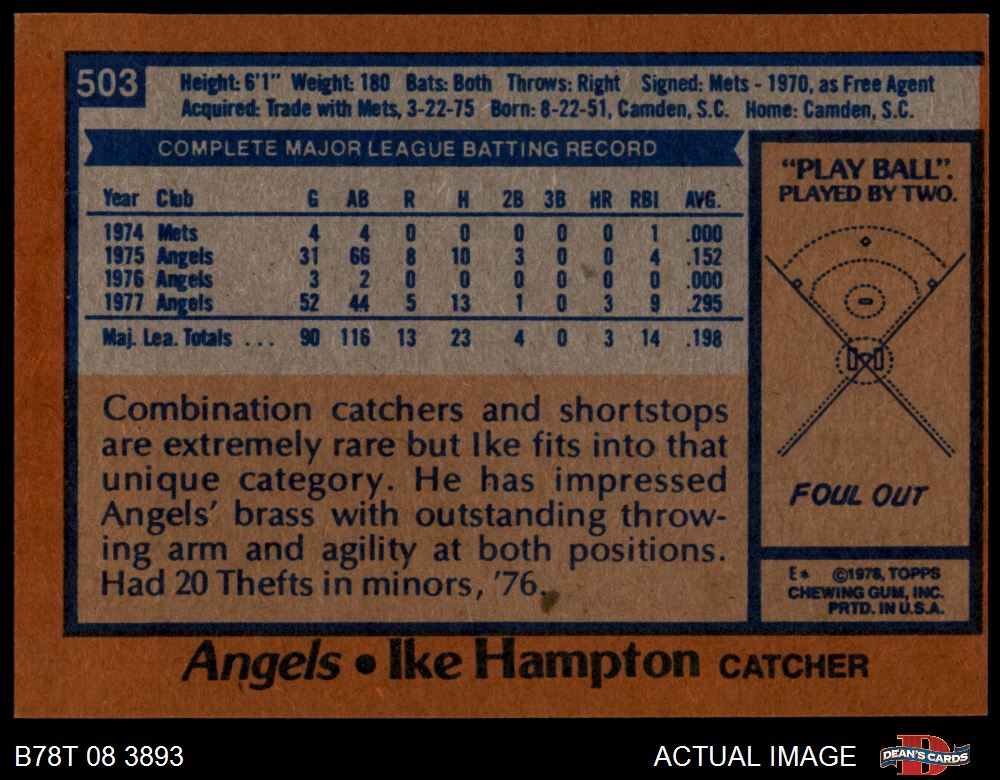 503
Height: 6'1" Weight: 180 Bats: Both Throws: Right Signed: Mets - 1970, as Free Agent
Acquired: Trade with Mets, 3-22-75 Born: 8-22-51, Camden, S.C. Home: Camden, S.C.
COMPLETE MAJOR LEAGUE BATTING RECORD
Year Club G AB R H 2B 3B HR RBI AVG.
1974 Mets 4 4 0 0 0 0 0 1 .000
1975 Angels 31 66 8 10 3 0 0 4 .152
1976 Angels 3 2 0 0 0 0 0 0 .000
1977 Angels 52 44 5 13 1 0 3 9 .295
Maj. Lea. Totals ... 90 116 13 23 4 0 3 14 .198
Combination catchers and shortstops
are extremely rare but Ike fits into that
unique category. He has impressed
Angels' brass with outstanding throw-
ing arm and agility at both positions.
Had 20 Thefts in minors, '76.
"PLAY BALL".
PLAYED BY TWO.
FOUL OUT
E* ©1978, TOPPS
CHEWING GUM, INC.
PRTD. IN U.S.A.
Angels • Ike Hampton CATCHER
B78T 08 3893
ACTUAL IMAGE
DEAN'S CARDS